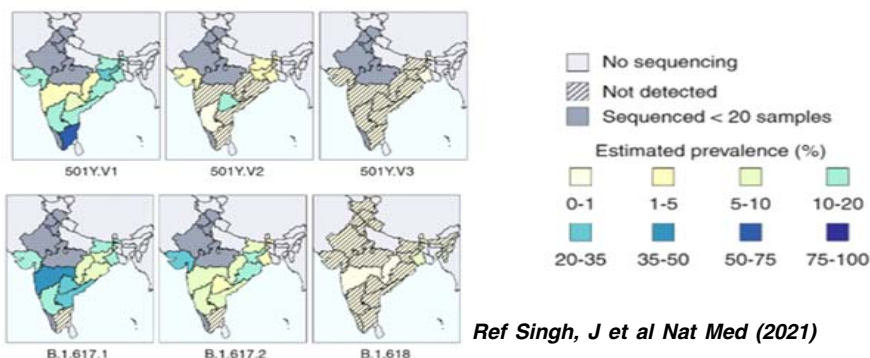 501Y.V1 501Y.V2 501Y.V3
No sequencing
Not detected
Sequenced < 20 samples
Estimated prevalence (%)
0-1 1-5 5-10 10-20
20-35 35-50 50-75 75-100
B.1.617.1 B.1.617.2 B.1.618
Ref Singh, J et al Nat Med (2021)